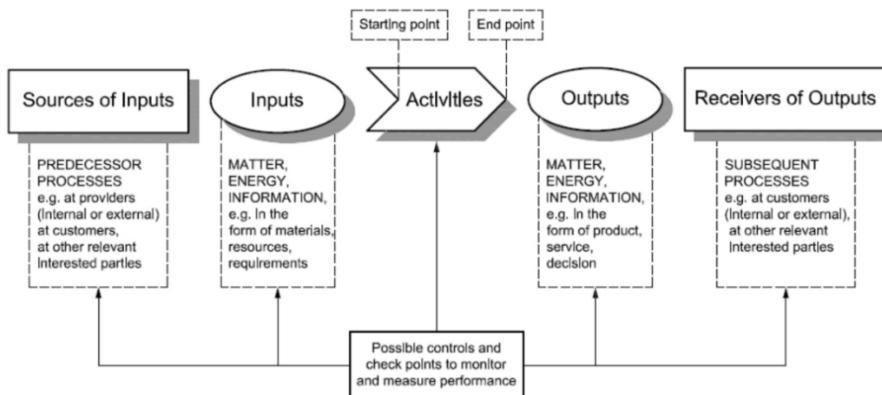 Starting point
End point
Sources of Inputs
Inputs
Activities
Outputs
Receivers of Outputs
PREDECESSOR
PROCESSES
e.g. at providers
(Internal or external)
at customers,
at other relevant
Interested parties
MATTER,
ENERGY,
INFORMATION,
e.g. In the
form of materials,
resources,
requirements
MATTER,
ENERGY,
INFORMATION,
e.g. In the
form of product,
service,
decision
SUBSEQUENT
PROCESSES
e.g. at customers
(Internal or external),
at other relevant
Interested parties
Possible controls and
check points to monitor
and measure performance